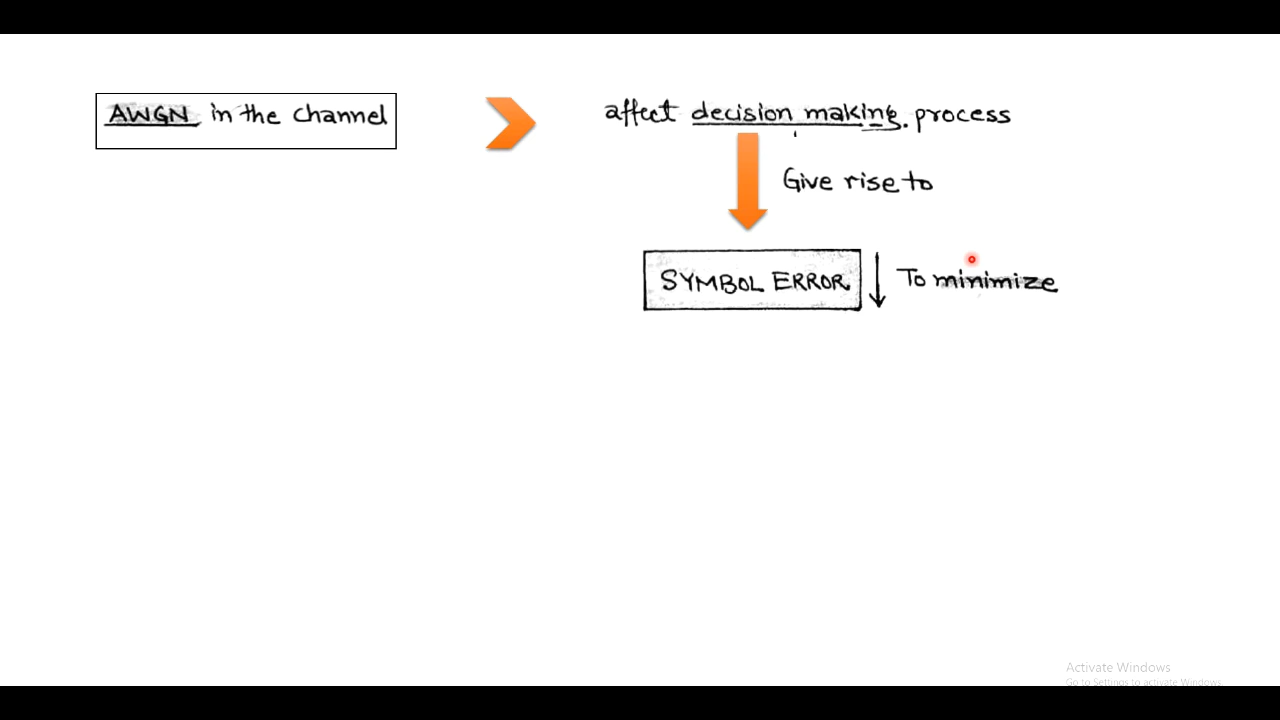 AWGN in the channel
affect decision making process
Give rise to
SYMBOL ERROR
To minimize
Activate Windows
Go to Settings to activate Windows.